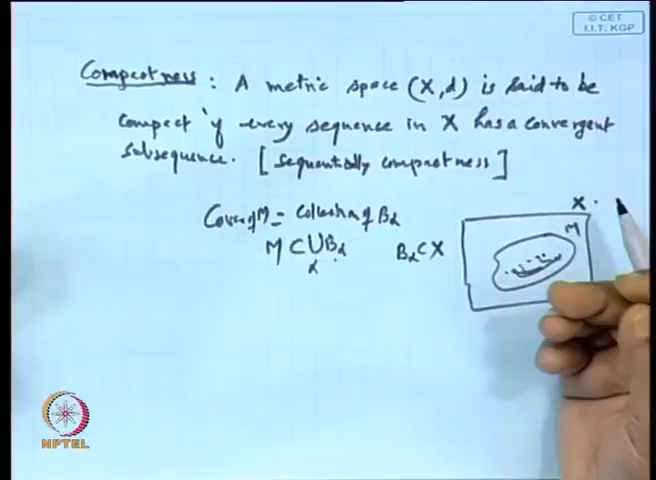 © CET
I.I.T. KGP
Compactness : A metric space (X,d) is said to be
compact if every sequence in X has a convergent
subsequence. [sequentially compactness]
Cover of M = collection of Bα
M ⊂ ∪Bα Bα ⊂ X
α
X
M
NPTEL